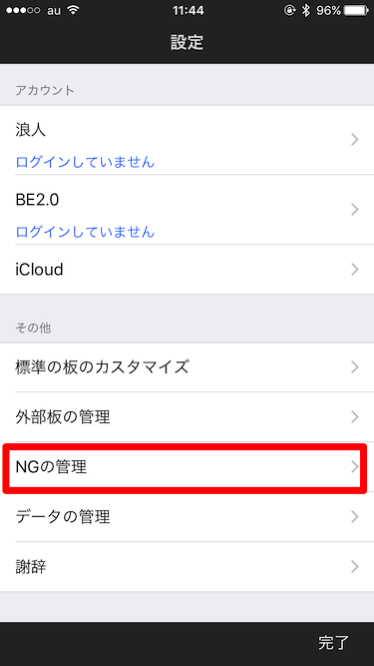 au 11:44 96%
設定
アカウント
浪人
ログインしていません
BE2.0
ログインしていません
iCloud
その他
標準の板のカスタマイズ
外部板の管理
NGの管理
データの管理
謝辞
完了